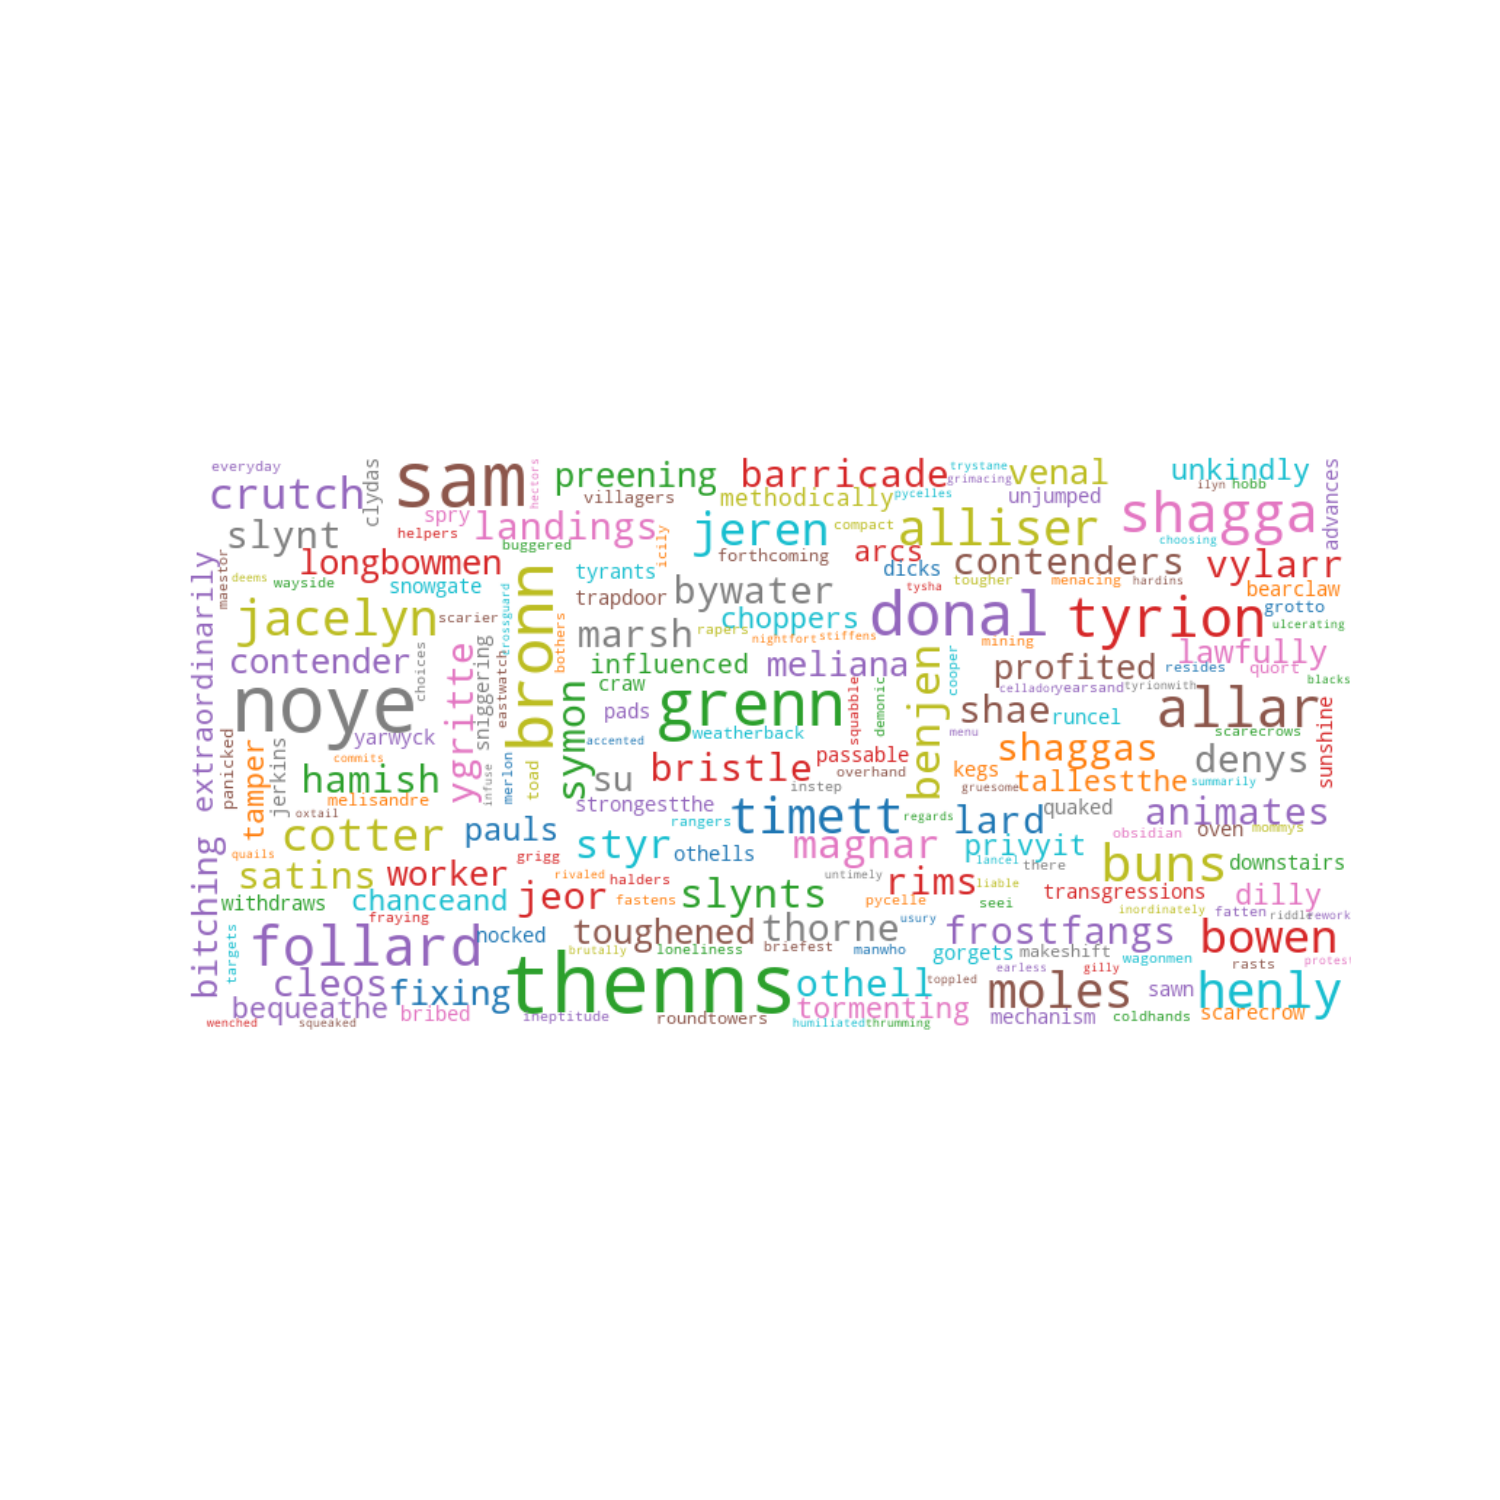 everyday
crutch
clydas
sam
hectors
preening
villagers
barricade
methodically
pycelles
trystane
grimacing
venal
unjumped
unkindly
ilyn
hobb
advances
slynt
spry
helpers
landings
buggered
icily
jeren
forthcoming
compact
alliser
arcs
shagga
choosing
extraordinarily
maestor
deems
wayside
longbowmen
snowgate
crossguard
bronn
tyrants
trapdoor
bywater
dicks
tysha
contenders
tougher
menacing
hardins
vylarr
bearclaw
grotto
ulcerating
jacelyn
scarier
bothers
marsh
rapers
choppers
nightfort
stiffens
donal
tyrion
mining
lawfully
contender
choices
ygritte
sniggering
eastwatch
influenced
meliana
benjen
cooper
profited
resides
quort
blacks
noye
yarwyck
symon
craw
pads
grenn
squabble
demonic
celladoryearsand
tyrionwith
shae
runcel
allar
scarecrows
sunshine
panicked
tamper
jerkins
commits
accented
weatherback
menu
shaggas
denys
hamish
melisandre
oxtail
infuse
merlon
toad
su
bristle
passable
overhand
instep
kegs
gruesome
tallestthe
summarily
strongestthe
rangers
timett
regards
lard
quaked
animates
bitching
quails
cotter
pauls
styr
othells
magnar
privyit
lancel
there
obsidian
oven
mommys
buns
downstairs
satins
worker
grigg
rivaled
halders
untimely
rims
liable
transgressions
dilly
withdraws
chanceand
fraying
jeor
fastens
slynts
pycelle
seei
inordinately
fatten
riddle
rework
targets
follard
hocked
toughened
brutally
loneliness
thorne
briefest
usury
manwho
frostfangs
gorgets
makeshift
wagonmen
bowen
rasts
protest
cleos
fixing
thenns
othell
toppled
earless
gilly
moles
sawn
henly
bequeathe
bribed
ineptitude
roundtowers
tormenting
mechanism
coldhands
scarecrow
wenched
squeaked
humiliated
thrumming